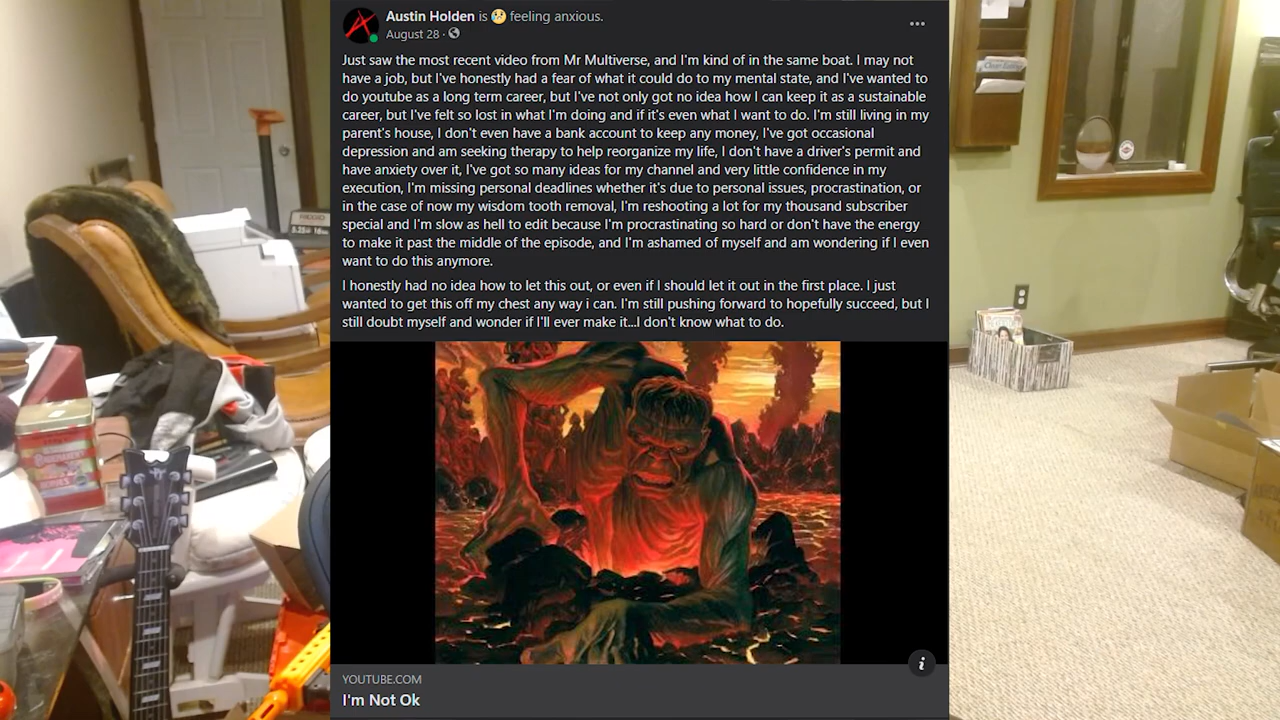 Austin Holden is 😢 feeling anxious.
August 28 ·
Just saw the most recent video from Mr Multiverse, and I'm kind of in the same boat. I may not
have a job, but I've honestly had a fear of what it could do to my mental state, and I've wanted to
do youtube as a long term career, but I've not only got no idea how I can keep it as a sustainable
career, but I've felt so lost in what I'm doing and if it's even what I want to do. I'm still living in my
parent's house, I don't even have a bank account to keep any money, I've got occasional
depression and am seeking therapy to help reorganize my life, I don't have a driver's permit and
have anxiety over it, I've got so many ideas for my channel and very little confidence in my
execution, I'm missing personal deadlines whether it's due to personal issues, procrastination, or
in the case of now my wisdom tooth removal, I'm reshooting a lot for my thousand subscriber
special and I'm slow as hell to edit because I'm procrastinating so hard or don't have the energy
to make it past the middle of the episode, and I'm ashamed of myself and am wondering if I even
want to do this anymore.
I honestly had no idea how to let this out, or even if I should let it out in the first place. I just
wanted to get this off my chest any way i can. I'm still pushing forward to hopefully succeed, but I
still doubt myself and wonder if I'll ever make it...I don't know what to do.
YOUTUBE.COM
I'm Not Ok
RIDGID